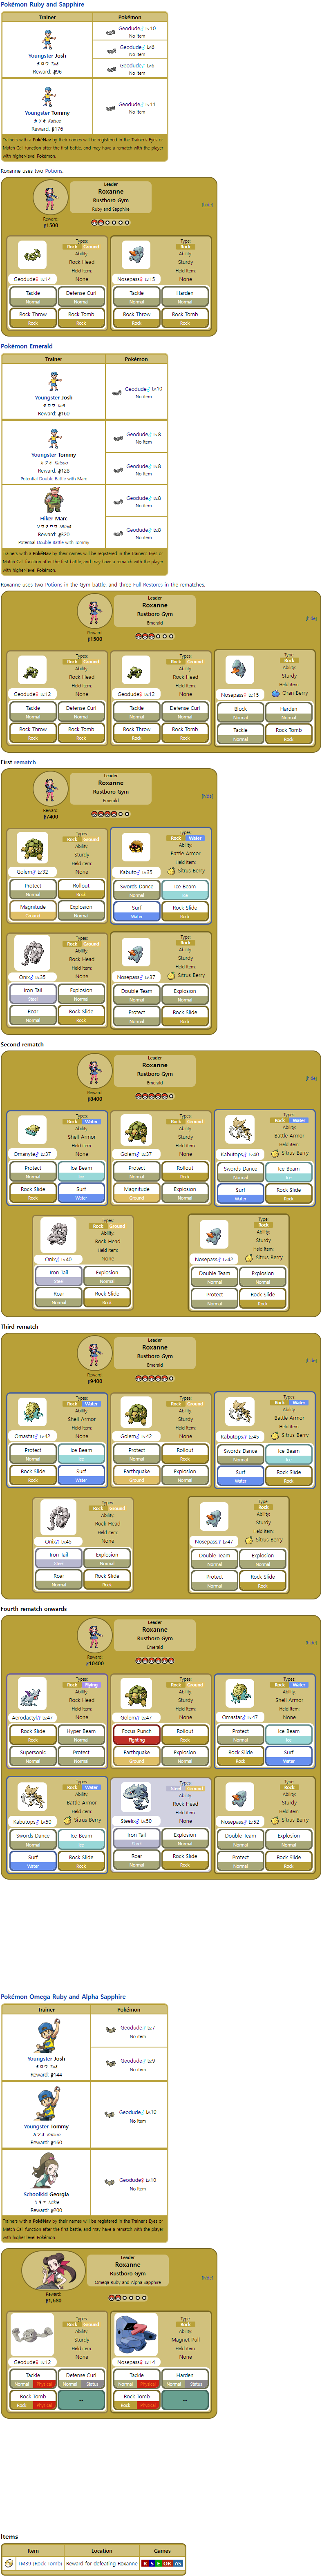 Pokémon Ruby and Sapphire
Trainer Pokémon
Youngster Josh
タロウ Tarō
Reward: 96
Geodude♂ Lv.10
No item
Geodude♂ Lv.8
No item
Geodude♂ Lv.6
No item
Youngster Tommy
カツオ Katsuo
Reward: 176
Geodude♂ Lv.11
No item
Trainers with a PokéNav by their names will be registered in the Trainer's Eyes or
Match Call function after the first battle, and may have a rematch with the player
with higher-level Pokémon.
Roxanne uses two Potions.
Leader
Roxanne
Rustboro Gym
Ruby and Sapphire
[hide]
Reward:
1500
Types:
Rock Ground
Ability:
Rock Head
Held item:
None
Geodude♀ Lv.14
Tackle
Normal
Defense Curl
Normal
Rock Throw
Rock
Rock Tomb
Rock
Type:
Rock
Ability:
Sturdy
Held item:
None
Nosepass♀ Lv.15
Tackle
Normal
Harden
Normal
Rock Throw
Rock
Rock Tomb
Rock
Pokémon Emerald
Trainer Pokémon
Youngster Josh
タロウ Tarō
Reward: 160
Geodude♂ Lv.10
No item
Youngster Tommy
カツオ Katsuo
Reward: 128
Potential Double Battle with Marc
Geodude♂ Lv.8
No item
Geodude♂ Lv.8
No item
Hiker Marc
Reward: 320
Potential Double Battle with Tommy
Geodude♂ Lv.8
No item
Geodude♂ Lv.8
No item
Trainers with a PokéNav by their names will be registered in the Trainer's Eyes or
Match Call function after the first battle, and may have a rematch with the player
with higher-level Pokémon.
Roxanne uses two Potions in the Gym battle, and three Full Restores in the rematches.
Leader
Roxanne
Rustboro Gym
Emerald
[hide]
Reward:
1500
Types:
Rock Ground
Ability:
Rock Head
Held item:
None
Geodude Lv.12
Tackle
Normal
Defense Curl
Normal
Rock Throw
Rock
Rock Tomb
Rock
Types:
Rock Ground
Ability:
Rock Head
Held item:
None
Geodude Lv.12
Tackle
Normal
Defense Curl
Normal
Rock Throw
Rock
Rock Tomb
Rock
Type:
Rock
Ability:
Sturdy
Held item:
Oran Berry
Nosepass Lv.15
Block
Normal
Harden
Normal
Tackle
Normal
Rock Tomb
Rock
First rematch
Leader
Roxanne
Rustboro Gym
Emerald
[hide]
Reward:
7400
Types:
Rock Ground
Ability:
Sturdy
Held item:
None
Golem Lv.32
Protect
Normal
Rollout
Rock
Magnitude
Ground
Explosion
Normal
Types:
Rock Water
Ability:
Battle Armor
Held item:
Sitrus Berry
Kabuto Lv.35
Swords Dance
Normal
Ice Beam
Ice
Surf
Water
Rock Slide
Rock
Types:
Rock Ground
Ability:
Rock Head
Held item:
None
Onix Lv.35
Iron Tail
Steel
Explosion
Normal
Roar
Normal
Rock Slide
Rock
Type:
Rock
Ability:
Sturdy
Held item:
Sitrus Berry
Nosepass Lv.37
Double Team
Normal
Explosion
Normal
Protect
Normal
Rock Slide
Rock
Second rematch
Leader
Roxanne
Rustboro Gym
Emerald
[hide]
Reward:
8400
Types:
Rock Water
Ability:
Shell Armor
Held item:
None
Omanyte Lv.37
Protect
Normal
Ice Beam
Ice
Rock Slide
Rock
Surf
Water
Types:
Rock Ground
Ability:
Sturdy
Held item:
None
Golem Lv.37
Protect
Normal
Rollout
Rock
Magnitude
Ground
Explosion
Normal
Types:
Rock Water
Ability:
Battle Armor
Held item:
Sitrus Berry
Kabutops Lv.40
Swords Dance
Normal
Ice Beam
Ice
Surf
Water
Rock Slide
Rock
Types:
Rock Ground
Ability:
Rock Head
Held item:
None
Onix Lv.40
Iron Tail
Steel
Explosion
Normal
Roar
Normal
Rock Slide
Rock
Type:
Rock
Ability:
Sturdy
Held item:
Sitrus Berry
Nosepass Lv.42
Double Team
Normal
Explosion
Normal
Protect
Normal
Rock Slide
Rock
Third rematch
Leader
Roxanne
Rustboro Gym
Emerald
[hide]
Reward:
9400
Types:
Rock Water
Ability:
Shell Armor
Held item:
None
Omastar Lv.42
Protect
Normal
Ice Beam
Ice
Rock Slide
Rock
Surf
Water
Types:
Rock Ground
Ability:
Sturdy
Held item:
None
Golem Lv.42
Protect
Normal
Rollout
Rock
Earthquake
Ground
Explosion
Normal
Types:
Rock Water
Ability:
Battle Armor
Held item:
Sitrus Berry
Kabutops Lv.45
Swords Dance
Normal
Ice Beam
Ice
Surf
Water
Rock Slide
Rock
Types:
Rock Ground
Ability:
Rock Head
Held item:
None
Onix Lv.45
Iron Tail
Steel
Explosion
Normal
Roar
Normal
Rock Slide
Rock
Type:
Rock
Ability:
Sturdy
Held item:
Sitrus Berry
Nosepass Lv.47
Double Team
Normal
Explosion
Normal
Protect
Normal
Rock Slide
Rock
Fourth rematch onwards
Leader
Roxanne
Rustboro Gym
Emerald
[hide]
Reward:
10400
Types:
Rock Flying
Ability:
Rock Head
Held item:
None
Aerodactyl Lv.47
Rock Slide
Rock
Hyper Beam
Normal
Supersonic
Normal
Protect
Normal
Types:
Rock Ground
Ability:
Sturdy
Held item:
None
Golem Lv.47
Focus Punch
Fighting
Rollout
Rock
Earthquake
Ground
Explosion
Normal
Types:
Rock Water
Ability:
Shell Armor
Held item:
None
Omastar Lv.47
Protect
Normal
Ice Beam
Ice
Rock Slide
Rock
Surf
Water
Types:
Rock Water
Ability:
Battle Armor
Held item:
Sitrus Berry
Kabutops Lv.50
Swords Dance
Normal
Ice Beam
Ice
Surf
Water
Rock Slide
Rock
Types:
Steel Ground
Ability:
Rock Head
Held item:
None
Steelix Lv.50
Iron Tail
Steel
Explosion
Normal
Roar
Normal
Rock Slide
Rock
Type:
Rock
Ability:
Sturdy
Held item:
Sitrus Berry
Nosepass Lv.52
Double Team
Normal
Explosion
Normal
Protect
Normal
Rock Slide
Rock
Pokémon Omega Ruby and Alpha Sapphire
Trainer Pokémon
Youngster Josh
タロウ Tarō
Reward: 144
Geodude♂ Lv.7
No item
Geodude♂ Lv.9
No item
Youngster Tommy
カツオ Katsuo
Reward: 160
Geodude♂ Lv.10
No item
Schoolkid Georgia
Reward: 200
Geodude♀ Lv.10
No item
Trainers with a PokéNav by their names will be registered in the Trainer's Eyes or
Match Call function after the first battle, and may have a rematch with the player
with higher-level Pokémon.
Leader
Roxanne
Rustboro Gym
Omega Ruby and Alpha Sapphire
[hide]
Reward:
1,680
Types:
Rock Ground
Ability:
Sturdy
Held item:
None
Geodude♀ Lv.12
Tackle
Normal Physical
Defense Curl
Normal Status
Rock Tomb
Rock Physical
—
Type:
Rock
Ability:
Magnet Pull
Held item:
None
Nosepass♀ Lv.14
Tackle
Normal Physical
Harden
Normal Status
Rock Tomb
Rock Physical
—
Items
Item Location Games
TM39 (Rock Tomb) Reward for defeating Roxanne R S E OR AS